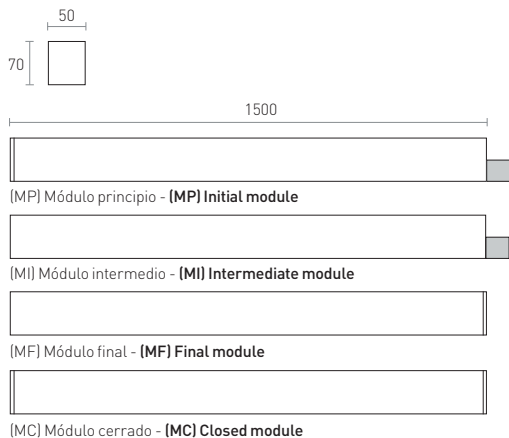 50
70
1500
(MP) Módulo principio - (MP) Initial module
(MI) Módulo intermedio - (MI) Intermediate module
(MF) Módulo final - (MF) Final module
(MC) Módulo cerrado - (MC) Closed module